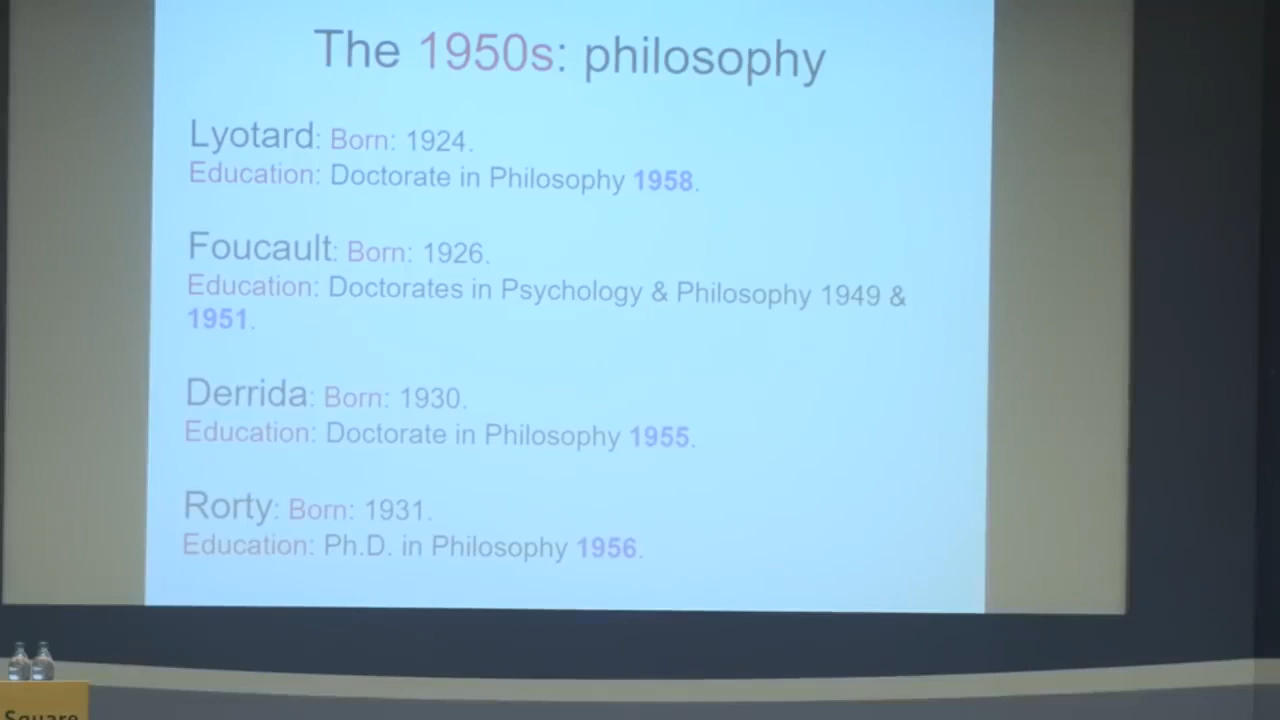 The 1950s: philosophy
Lyotard: Born: 1924.
Education: Doctorate in Philosophy 1958.
Foucault: Born: 1926.
Education: Doctorates in Psychology & Philosophy 1949 &
1951.
Derrida: Born: 1930.
Education: Doctorate in Philosophy 1955.
Rorty: Born: 1931.
Education: Ph.D. in Philosophy 1956.
Square